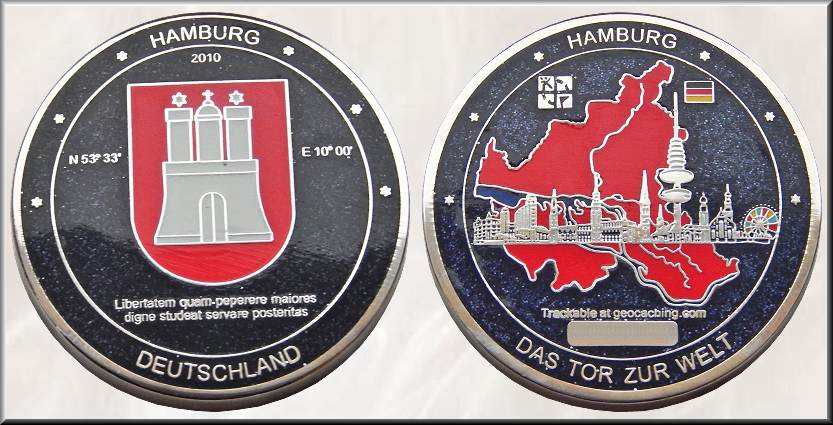 HAMBURG
2010
N 53° 33'
E 10° 00'
Libertatem quam peperere maiores
digne studeat servare posteritas
DEUTSCHLAND
HAMBURG
Tracktable at geocaching.com
DAS TOR ZUR WELT